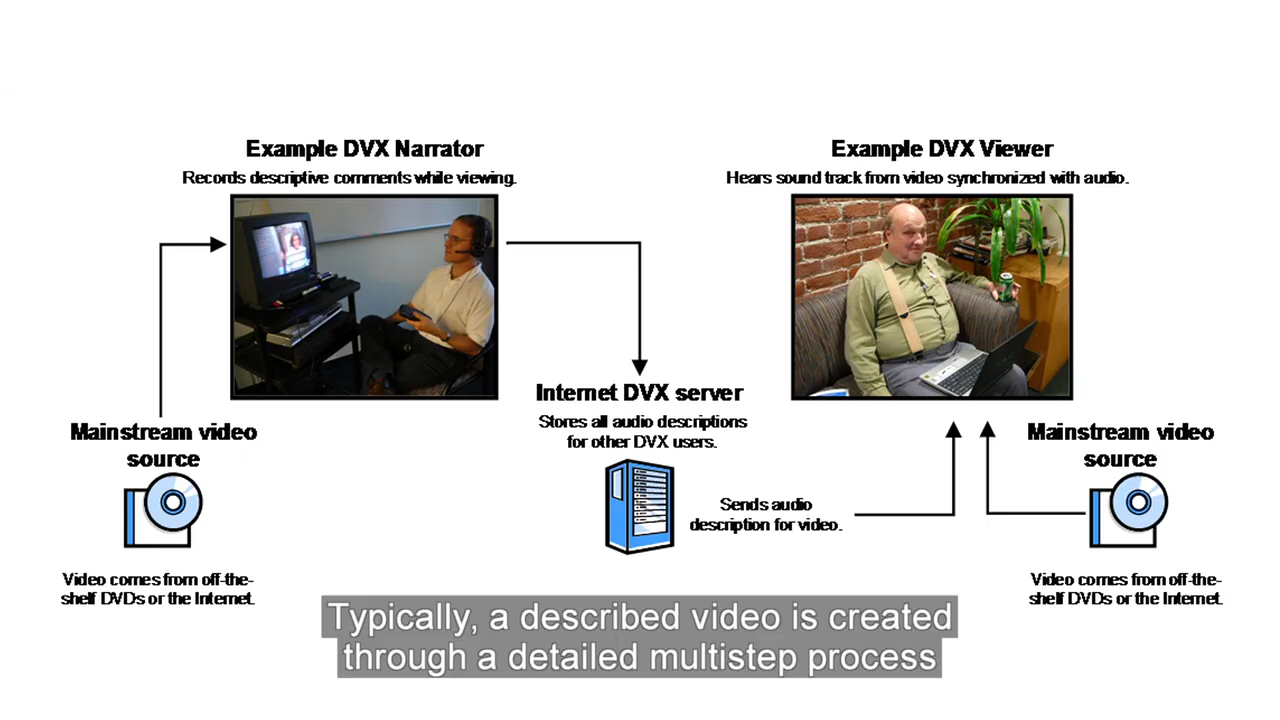 Example DVX Narrator
Records descriptive comments while viewing.
Example DVX Viewer
Hears sound track from video synchronized with audio.
Mainstream video
source
Video comes from off-the-
shelf DVDs or the Internet.
Internet DVX server
Stores all audio descriptions
for other DVX users.
Sends audio
description for video.
Mainstream video
source
Video comes from off-the-
shelf DVDs or the Internet.
Typically, a described video is created
through a detailed multistep process